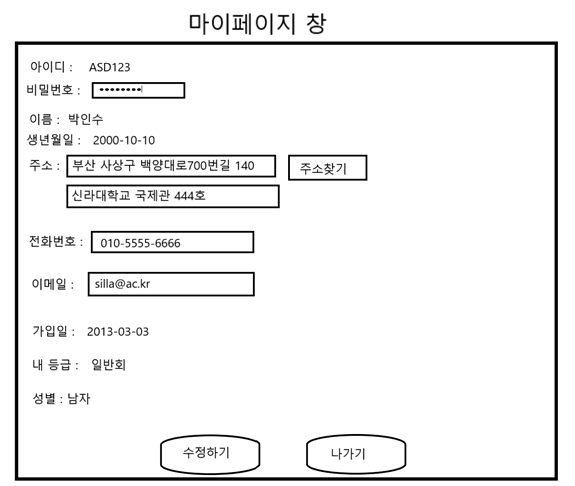 마이페이지 창
아이디 : ASD123
비밀번호 : ••••••••
이름 : 박인수
생년월일 : 2000-10-10
주소 : 부산 사상구 백양대로700번길 140 주소찾기
신라대학교 국제관 444호
전화번호 : 010-5555-6666
이메일 : silla@ac.kr
가입일 : 2013-03-03
내 등급 : 일반회
성별 : 남자
수정하기 나가기